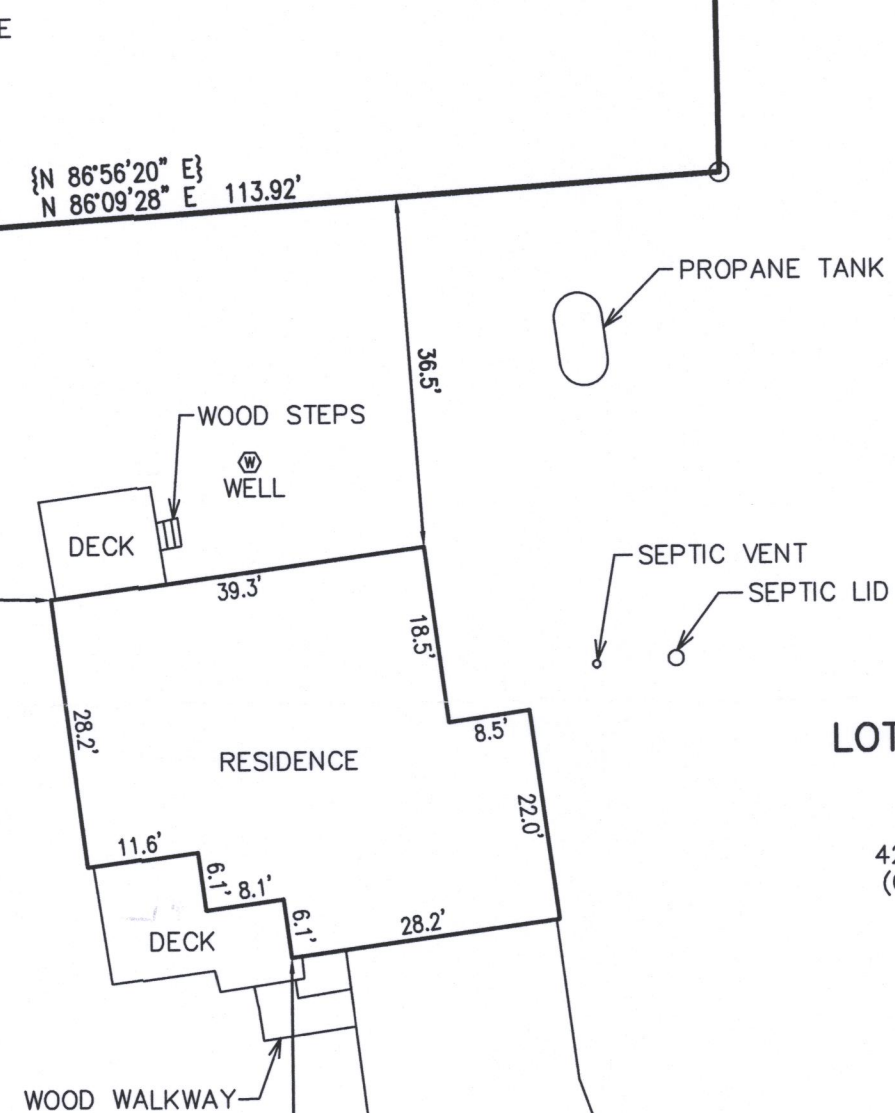 E
{N 86°56'20" E}
N 86°09'28" E 113.92'
PROPANE TANK
36.5'
WOOD STEPS
W
WELL
DECK
39.3'
SEPTIC VENT
SEPTIC LID
18.5'
8.5'
28.2'
RESIDENCE
LOT
22.0'
11.6'
6.1'
8.1'
42
(
6.1'
28.2'
DECK
WOOD WALKWAY